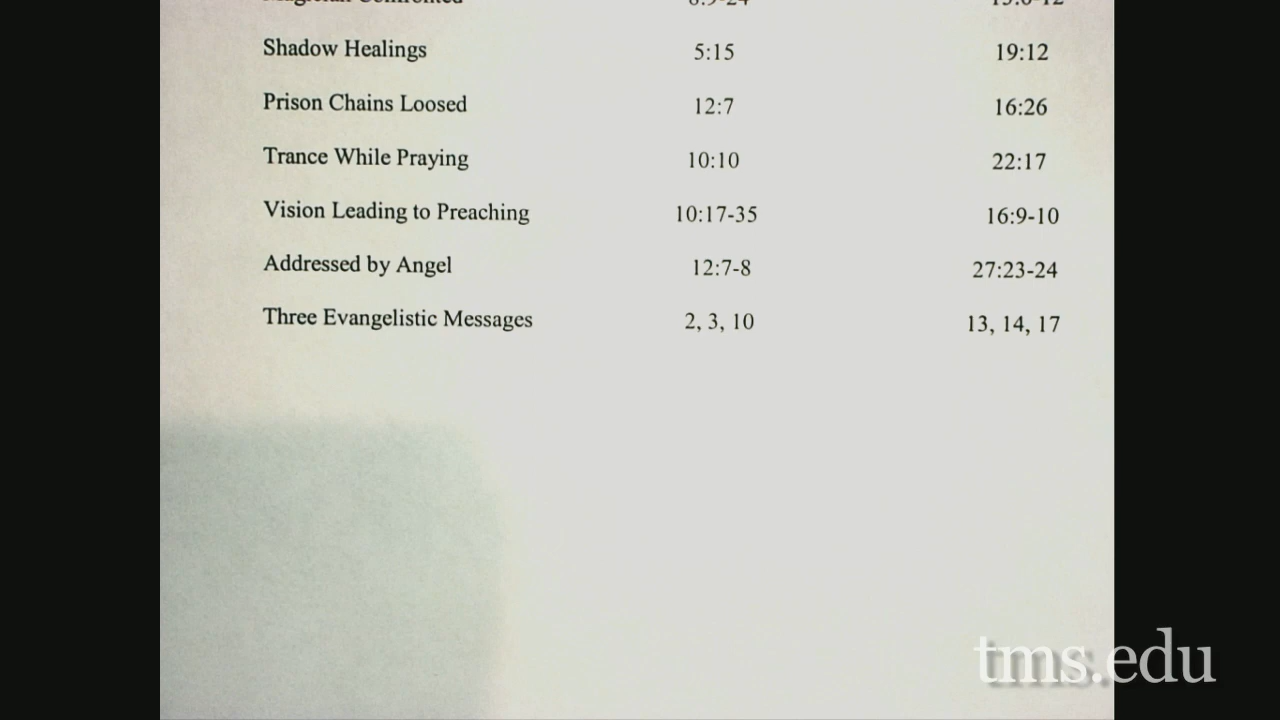 Shadow Healings 5:15 19:12
Prison Chains Loosed 12:7 16:26
Trance While Praying 10:10 22:17
Vision Leading to Preaching 10:17-35 16:9-10
Addressed by Angel 12:7-8 27:23-24
Three Evangelistic Messages 2, 3, 10 13, 14, 17
tms.edu